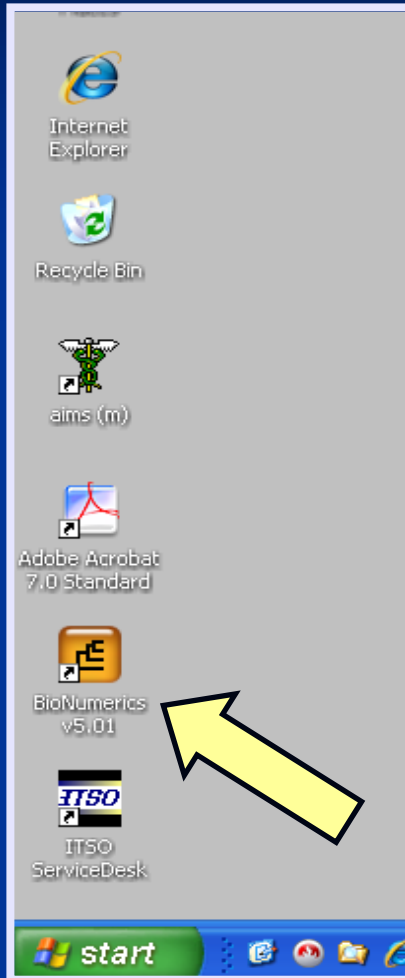 Internet
Explorer
Recycle Bin
aims (m)
Adobe Acrobat
7.0 Standard
BioNumerics
v5.01
ITSO
ITSO
ServiceDesk
start